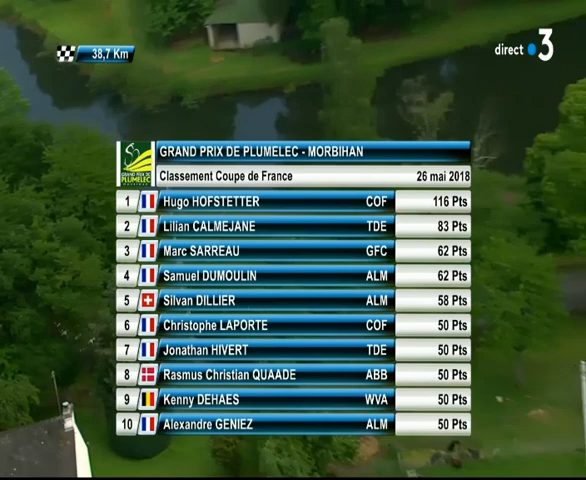 38,7 Km
direct 3
GRAND PRIX DE PLUMELEC - MORBIHAN
GRAND PRIX DE
PLUMELEC
Classement Coupe de France 26 mai 2018
1 Hugo HOFSTETTER COF 116 Pts
2 Lilian CALMEJANE TDE 83 Pts
3 Marc SARREAU GFC 62 Pts
4 Samuel DUMOULIN ALM 62 Pts
5 Silvan DILLIER ALM 58 Pts
6 Christophe LAPORTE COF 50 Pts
7 Jonathan HIVERT TDE 50 Pts
8 Rasmus Christian QUAADE ABB 50 Pts
9 Kenny DEHAES WVA 50 Pts
10 Alexandre GENIEZ ALM 50 Pts